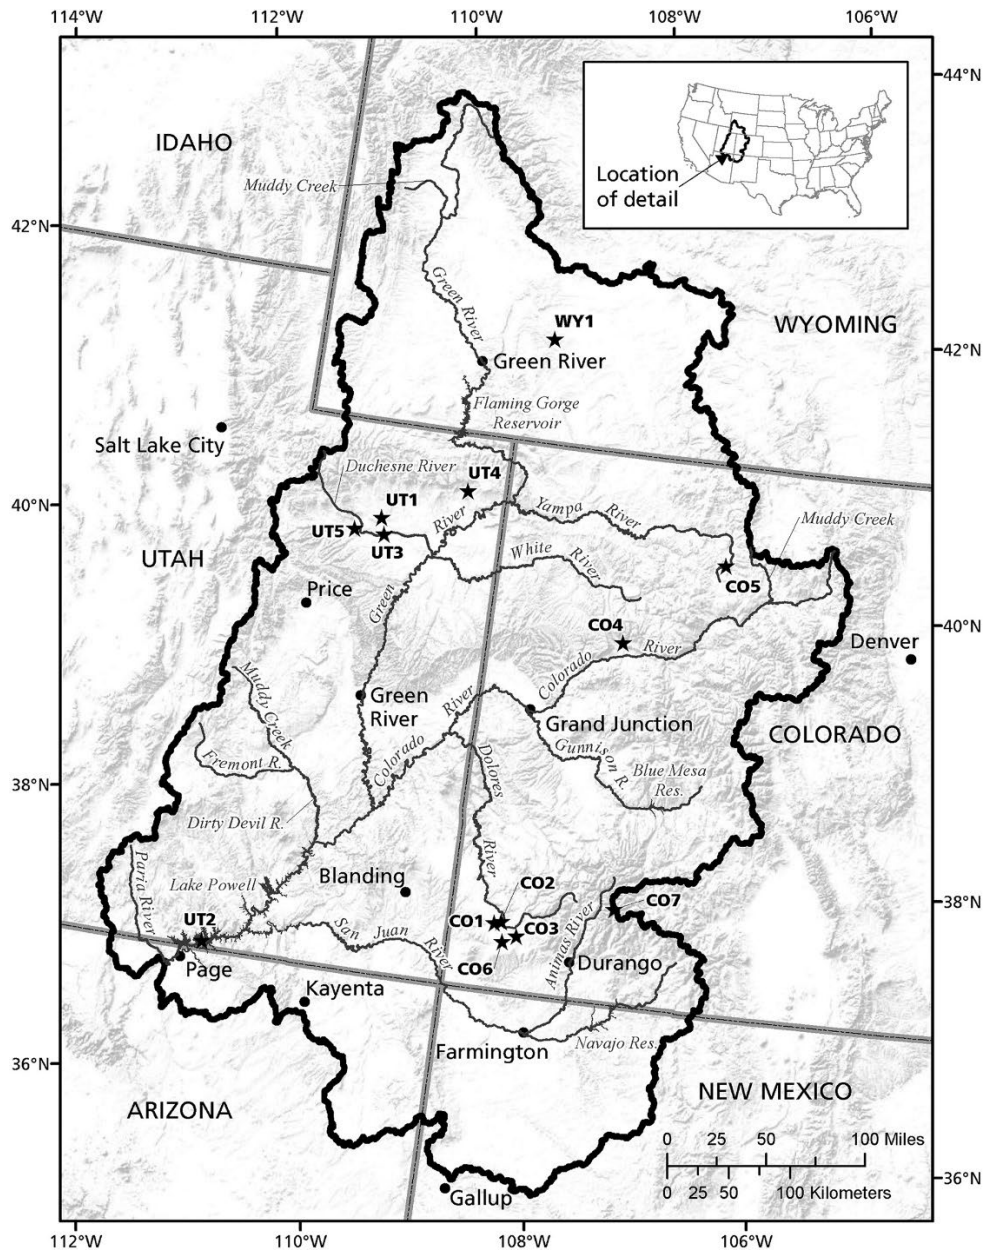 114°W
112°W
110°W
108°W
106°W
44°N
IDAHO
Location
of detail
Muddy Creek
42°N
Green River
WY1
WYOMING
42°N
Green River
Flaming Gorge
Reservoir
Salt Lake City
Duchesne River
UT4
40°N
UT1
River
Yampa
River
Muddy Creek
UT5
UT3
UTAH
White
River
CO5
Price
Green
40°N
CO4
River
Denver
Muddy Creek
Colorado
Green
River
River
Grand Junction
COLORADO
Fremont R.
Colorado
Dolores
Gunnison R.
Blue Mesa
Res.
38°N
Dirty Devil R.
River
Paria River
Lake Powell
Blanding
CO2
CO7
38°N
UT2
CO1
CO3
San
Juan
River
CO6
Animas River
Durango
Page
Kayenta
Farmington
Navajo Res.
36°N
NEW MEXICO
ARIZONA
0 25 50 100 Miles
0 25 50 100 Kilometers
36°N
Gallup
112°W
110°W
108°W
106°W